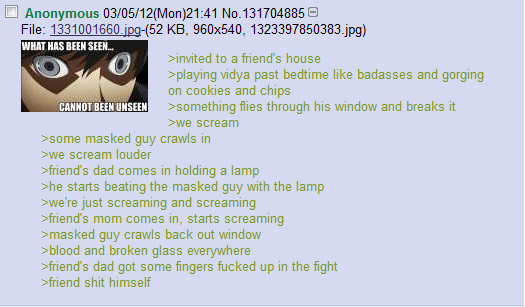 Anonymous 03/05/12(Mon)21:41 No.131704885
File: 1331001660.jpg-(52 KB, 960x540, 1323397850383.jpg)
WHAT HAS BEEN SEEN...
CANNOT BEEN UNSEEN
>invited to a friend's house
>playing vidya past bedtime like badasses and gorging
on cookies and chips
>something flies through his window and breaks it
>we scream
>some masked guy crawls in
>we scream louder
>friend's dad comes in holding a lamp
>he starts beating the masked guy with the lamp
>we're just screaming and screaming
>friend's mom comes in, starts screaming
>masked guy crawls back out window
>blood and broken glass everywhere
>friend's dad got some fingers fucked up in the fight
>friend shit himself